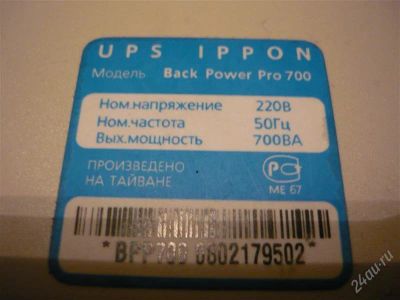 UPS IPPON
Модель Back Power Pro 700
Ном.напряжение 220В
Ном.частота 50Гц
Вых.мощность 700ВА
ПРОИЗВЕДЕНО
НА ТАЙВАНЕ
МЕ 67
*BPP700 0602179502*
24au.ru